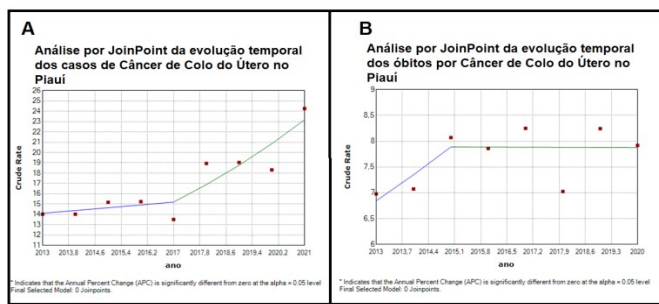 A
Análise por JoinPoint da evolução temporal
dos casos de Câncer de Colo do Útero no
Piauí
26
25
24
23
22
21
20
19
18
17
16
15
14
13
12
11
Crude Rate
2013 2013,8 2014,6 2015,4 2016,2 2017 2017,8 2018,6 2019,4 2020,2 2021
ano
* Indicates that the Annual Percent Change (APC) is significantly different from zero at the alpha = 0.05 level
Final Selected Model: 0 Joinpoints.
B
Análise por JoinPoint da evolução temporal
dos óbitos por Câncer de Colo do Útero no
Piauí
9
8,5
8
7,5
7
6,5
6
Crude Rate
2013 2013,7 2014,4 2015,1 2015,8 2016,5 2017,2 2017,9 2018,6 2019,3 2020
ano
* Indicates that the Annual Percent Change (APC) is significantly different from zero at the alpha = 0.05 level
Final Selected Model: 0 Joinpoints.